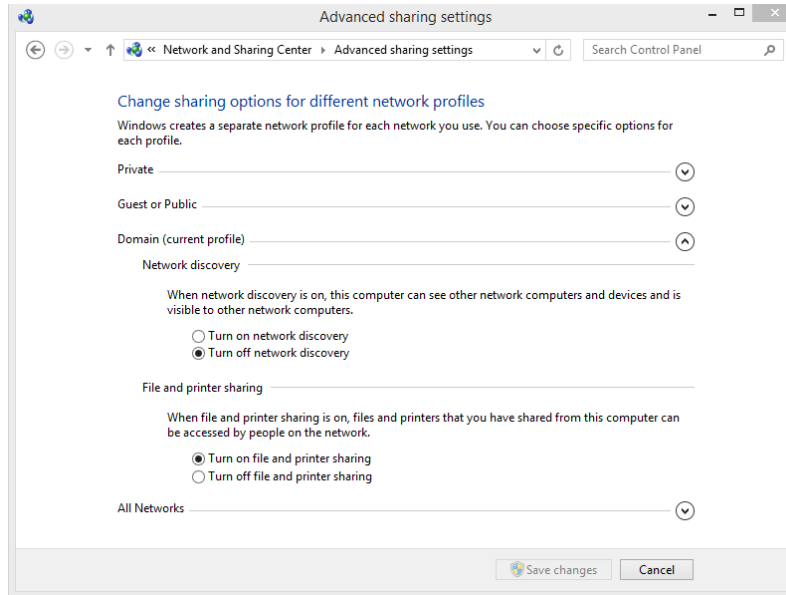 Advanced sharing settings
« Network and Sharing Center Advanced sharing settings Search Control Panel
Change sharing options for different network profiles
Windows creates a separate network profile for each network you use. You can choose specific options for
each profile.
Private
Guest or Public
Domain (current profile)
Network discovery
When network discovery is on, this computer can see other network computers and devices and is
visible to other network computers.
Turn on network discovery
Turn off network discovery
File and printer sharing
When file and printer sharing is on, files and printers that you have shared from this computer can
be accessed by people on the network.
Turn on file and printer sharing
Turn off file and printer sharing
All Networks
Save changes Cancel